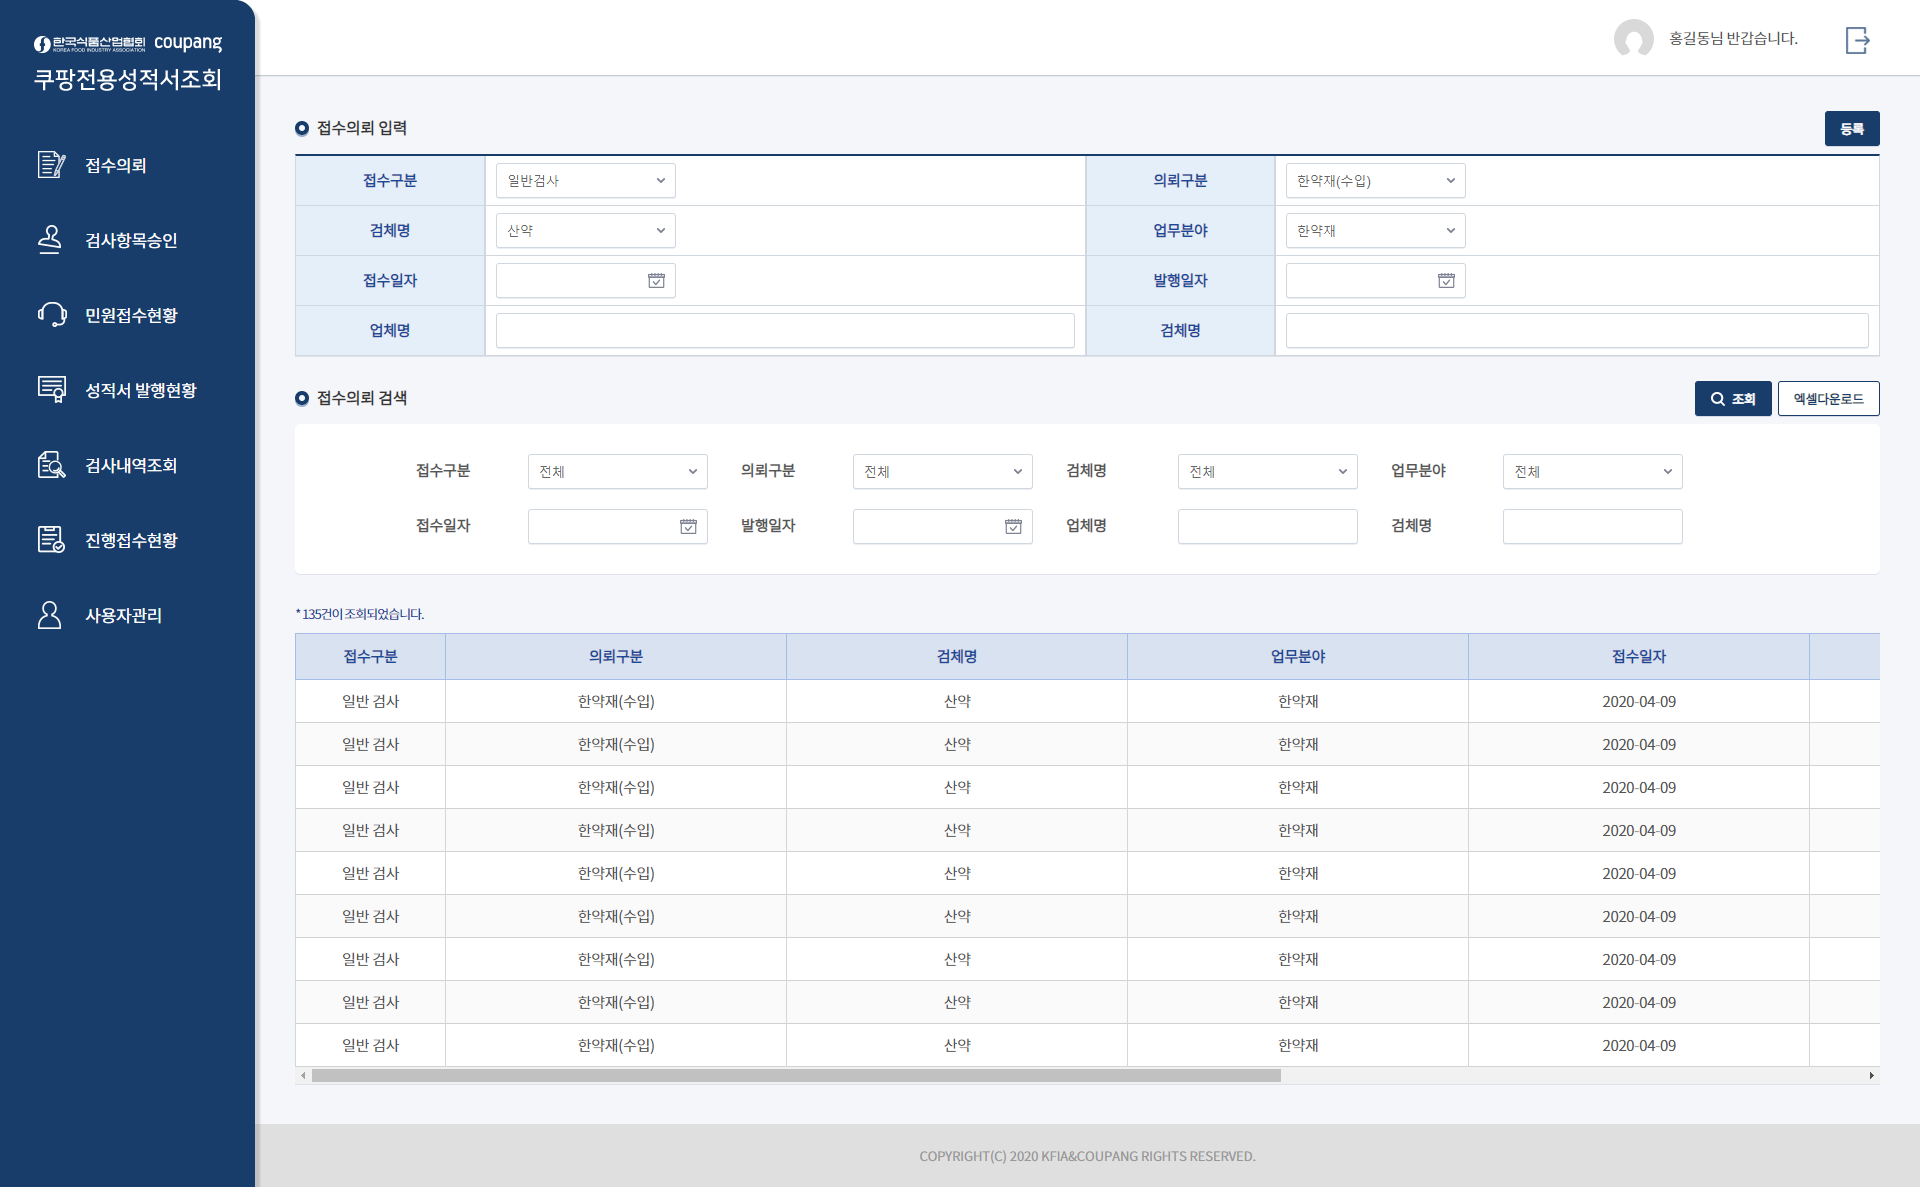 한국식품산업협회 coupang
KOREA FOOD INDUSTRY ASSOCIATION
쿠팡전용성적서조회
홍길동님 반갑습니다.
접수의뢰
검사항목승인
민원접수현황
성적서 발행현황
검사내역조회
진행접수현황
사용자관리
접수의뢰 입력
등록
접수구분 일반검사 의뢰구분 한약재(수입)
검체명 산약 업무분야 한약재
접수일자 발행일자
업체명 검체명
접수의뢰 검색
조회 엑셀다운로드
접수구분 전체 의뢰구분 전체 검체명 전체 업무분야 전체
접수일자 발행일자 업체명 검체명
* 135건이 조회되었습니다.
접수구분 의뢰구분 검체명 업무분야 접수일자
일반 검사 한약재(수입) 산약 한약재 2020-04-09
일반 검사 한약재(수입) 산약 한약재 2020-04-09
일반 검사 한약재(수입) 산약 한약재 2020-04-09
일반 검사 한약재(수입) 산약 한약재 2020-04-09
일반 검사 한약재(수입) 산약 한약재 2020-04-09
일반 검사 한약재(수입) 산약 한약재 2020-04-09
일반 검사 한약재(수입) 산약 한약재 2020-04-09
일반 검사 한약재(수입) 산약 한약재 2020-04-09
일반 검사 한약재(수입) 산약 한약재 2020-04-09
COPYRIGHT(C) 2020 KFIA&COUPANG RIGHTS RESERVED.